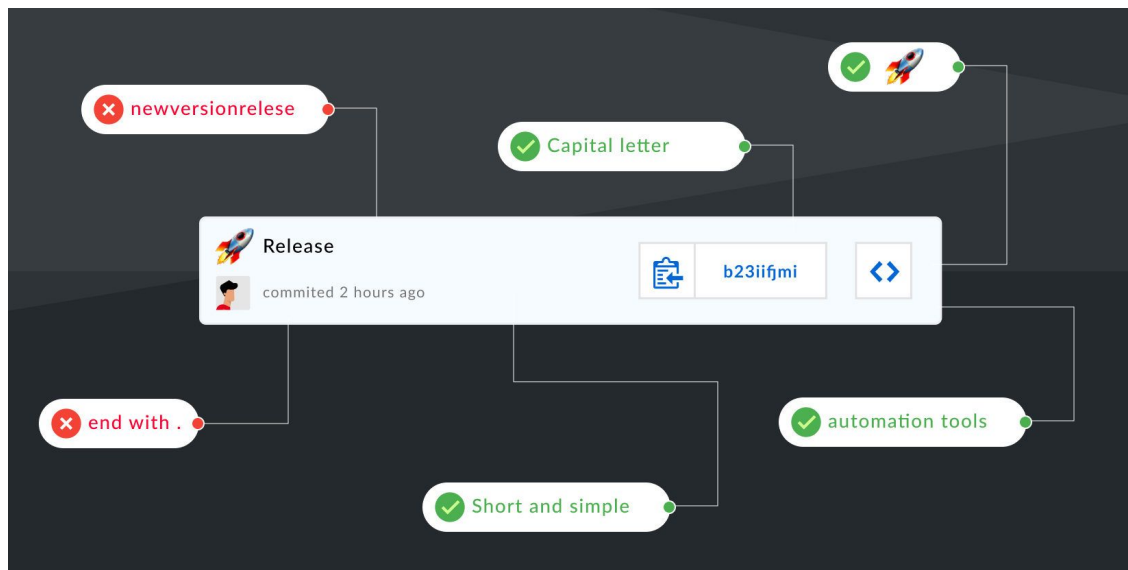 newversionrelese
Capital letter
Release
b23iifjmi
commited 2 hours ago
end with .
automation tools
Short and simple